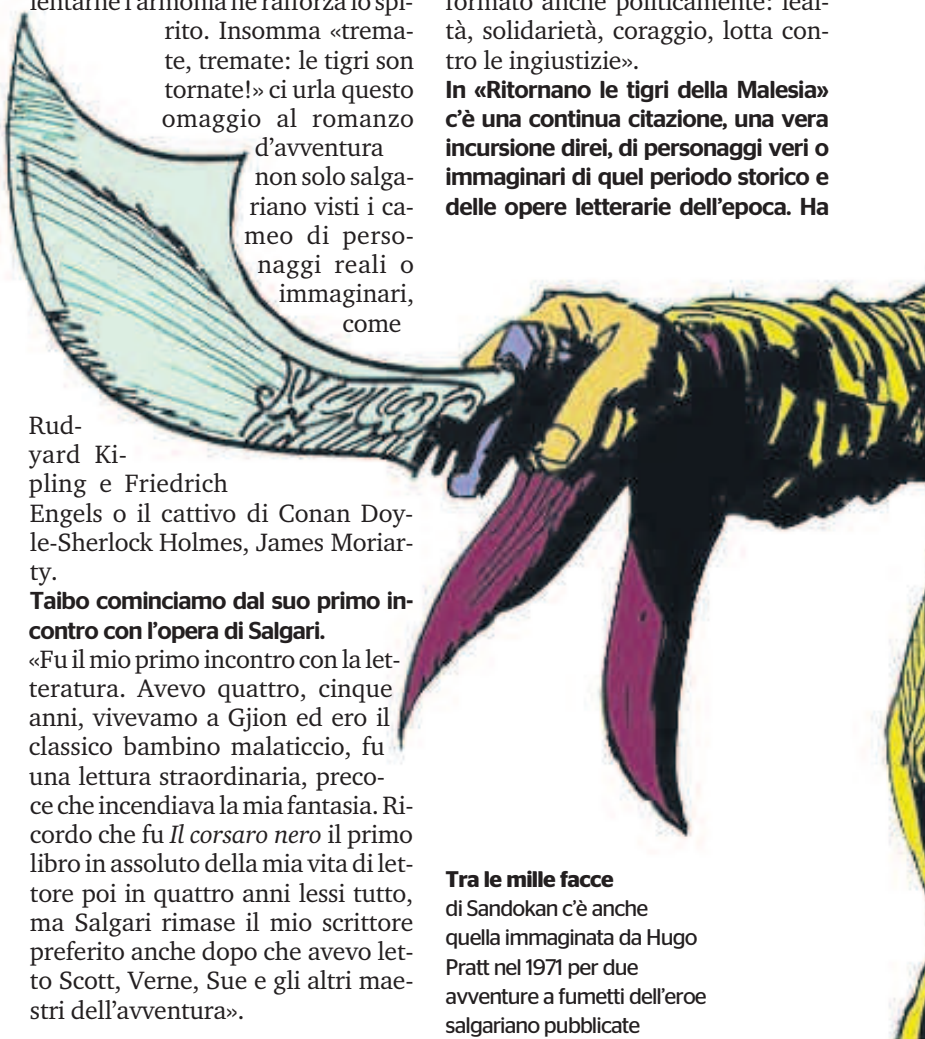 lentarne l'armonia ne rafforza lo spi-
rito. Insomma «trema-
te, tremate: le tigri son
tornate!» ci urla questo
omaggio al romanzo
d'avventura
non solo salga-
riano visti i ca-
meo di perso-
naggi reali o
immaginari,
come
Rud-
yard Ki-
pling e Friedrich
Engels o il cattivo di Conan Doy-
le-Sherlock Holmes, James Moriar-
ty.
Taibo cominciamo dal suo primo in-
contro con l'opera di Salgari.
«Fu il mio primo incontro con la let-
teratura. Avevo quattro, cinque
anni, vivevamo a Gjion ed ero il
classico bambino malaticcio, fu
una lettura straordinaria, preco-
ce che incendiava la mia fantasia. Ri-
cordo che fu Il corsaro nero il primo
libro in assoluto della mia vita di let-
tore poi in quattro anni lessi tutto,
ma Salgari rimase il mio scrittore
preferito anche dopo che avevo let-
to Scott, Verne, Sue e gli altri mae-
stri dell'avventura».
formato anche politicamente: leal-
tà, solidarietà, coraggio, lotta con-
tro le ingiustizie».
In «Ritornano le tigri della Malesia»
c'è una continua citazione, una vera
incursione direi, di personaggi veri o
immaginari di quel periodo storico e
delle opere letterarie dell'epoca. Ha
Tra le mille facce
di Sandokan c'è anche
quella immaginata da Hugo
Pratt nel 1971 per due
avventure a fumetti dell'eroe
salgariano pubblicate